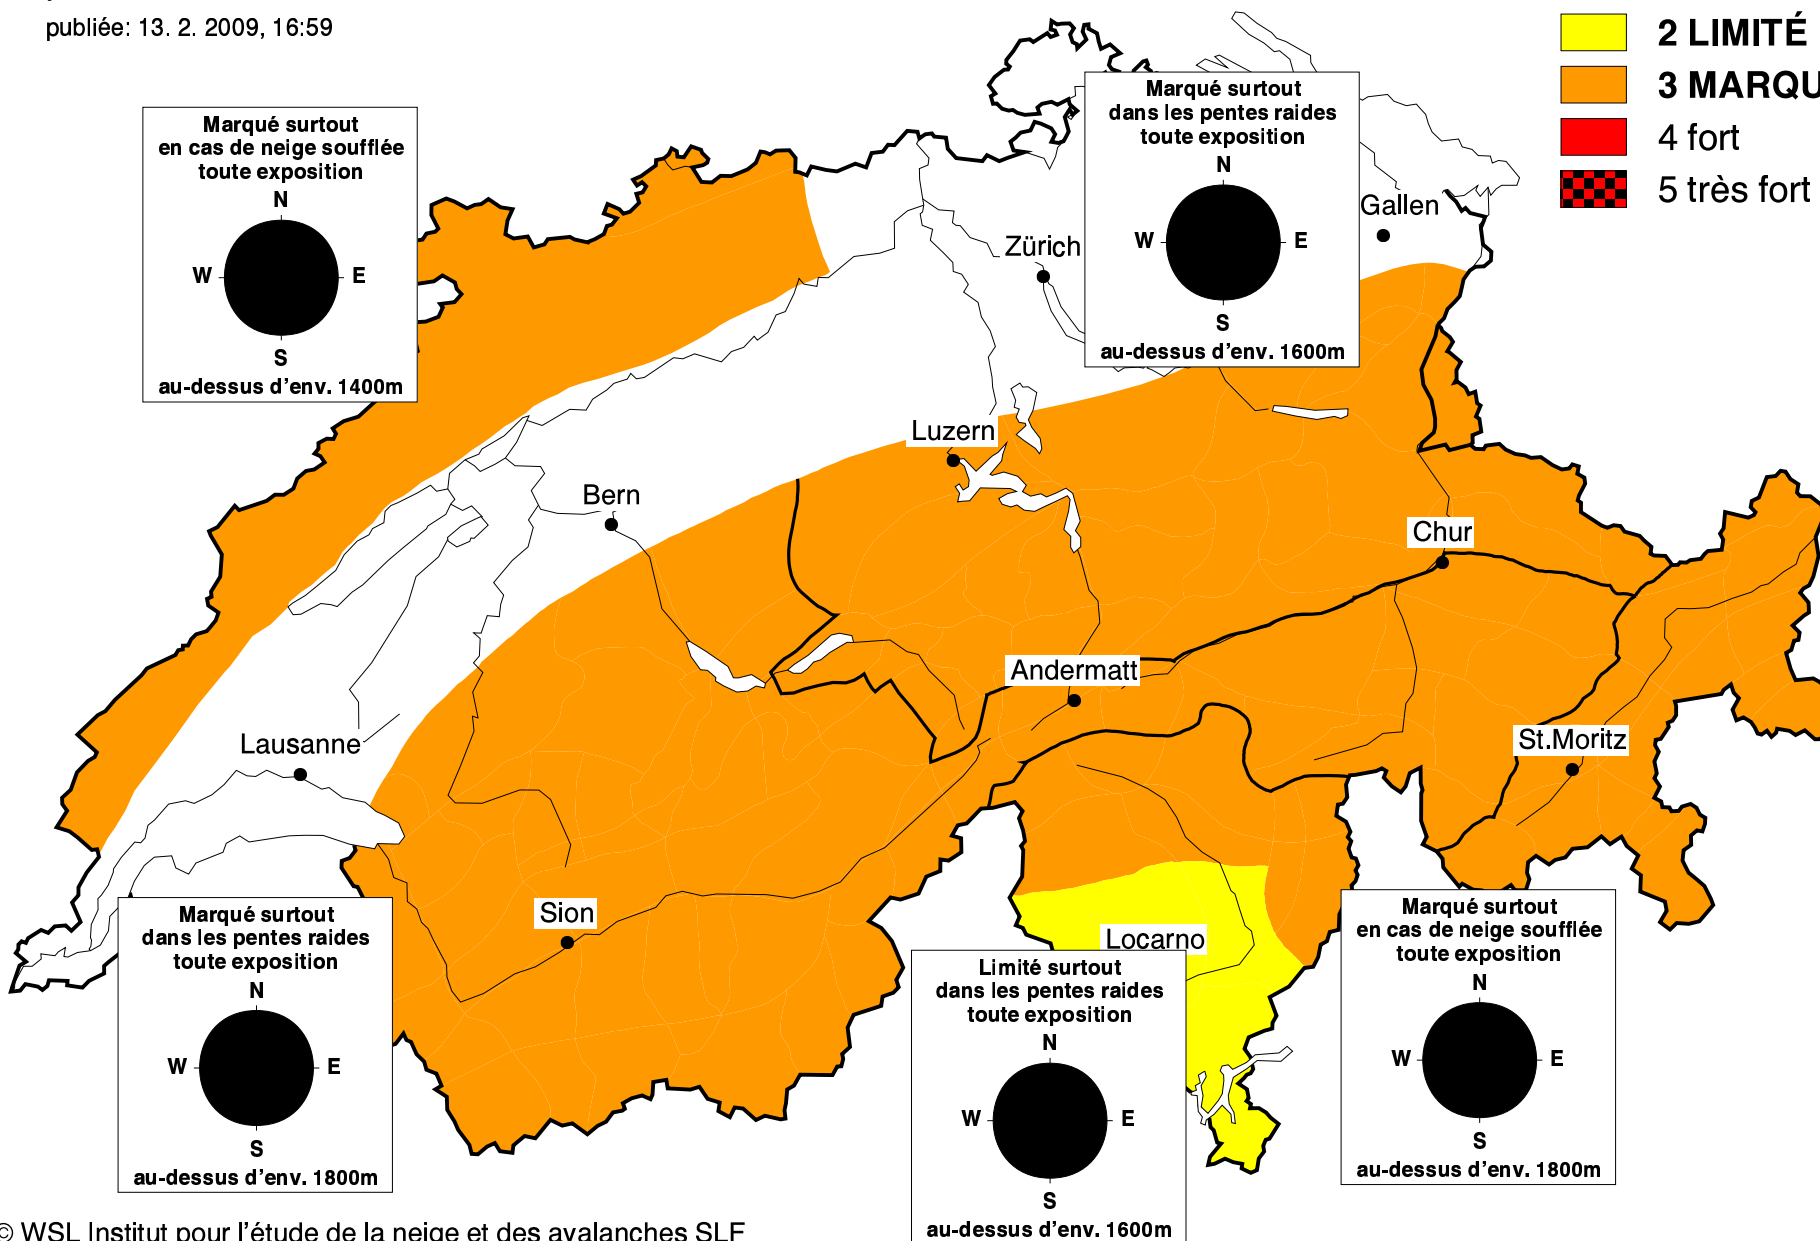 publiée: 13. 2. 2009, 16:59
2 LIMITÉ
3 MARQU
4 fort
5 très fort
Marqué surtout
en cas de neige soufflée
toute exposition
N
W
E
S
au-dessus d'env. 1400m
Marqué surtout
dans les pentes raides
toute exposition
N
W
E
S
au-dessus d'env. 1600m
Gallen
Zürich
Luzern
Bern
Chur
Andermatt
Lausanne
St.Moritz
Sion
Locarno
Marqué surtout
dans les pentes raides
toute exposition
N
W
E
S
au-dessus d'env. 1800m
Limité surtout
dans les pentes raides
toute exposition
N
W
E
S
au-dessus d'env. 1600m
Marqué surtout
en cas de neige soufflée
toute exposition
N
W
E
S
au-dessus d'env. 1800m
© WSL Institut pour l'étude de la neige et des avalanches SLF